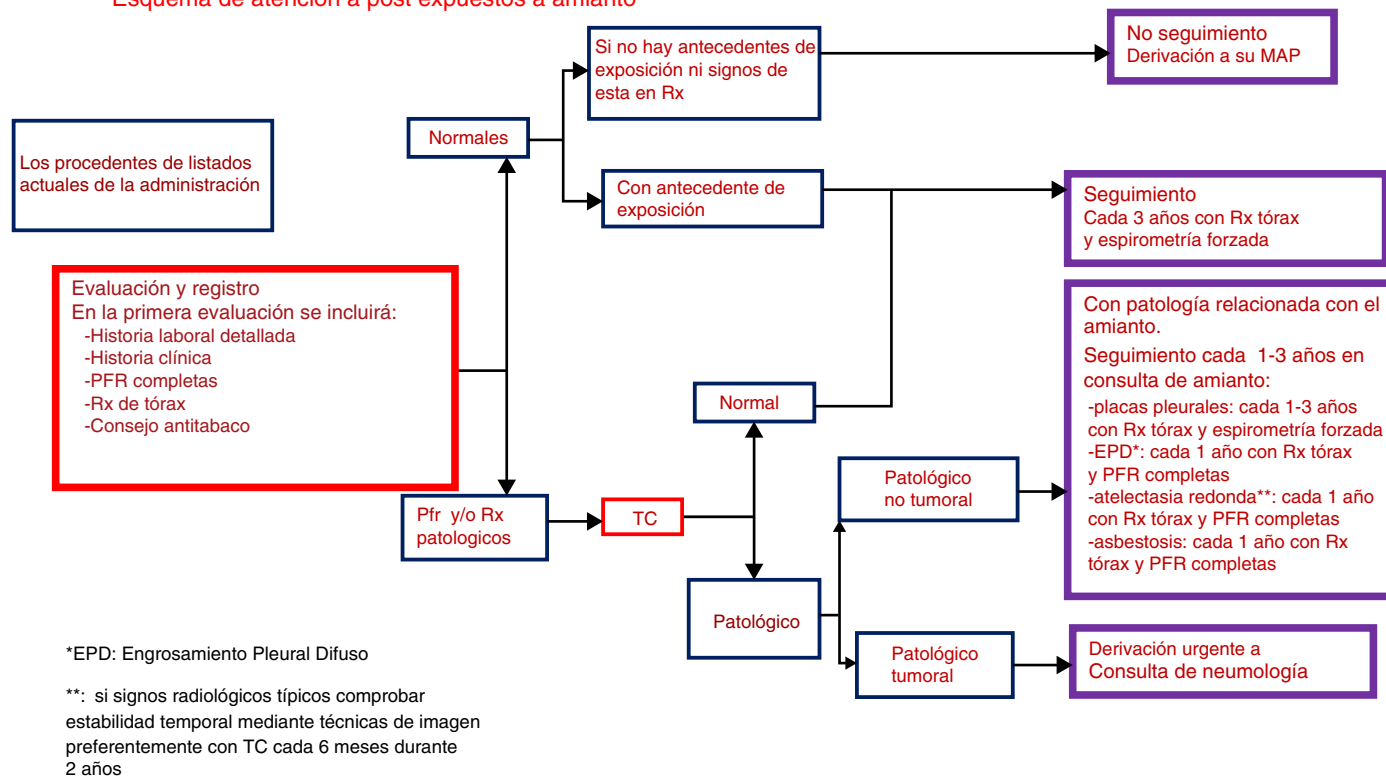 Esquema de atención a post expuestos a amianto
Si no hay antecedentes de
exposición ni signos de
esta en Rx
No seguimiento
Derivación a su MAP
Normales
Los procedentes de listados
actuales de la administración
Con antecedente de
exposición
Seguimiento
Cada 3 años con Rx tórax
y espirometría forzada
Evaluación y registro
En la primera evaluación se incluirá:
-Historia laboral detallada
-Historia clínica
-PFR completas
-Rx de tórax
-Consejo antitabaco
Con patología relacionada con el
amianto.
Seguimiento cada 1-3 años en
consulta de amianto:
-placas pleurales: cada 1-3 años
con Rx tórax y espirometría forzada
-EPD*: cada 1 año con Rx tórax
y PFR completas
-atelectasia redonda**: cada 1 año
con Rx tórax y PFR completas
-asbestosis: cada 1 año con Rx
tórax y PFR completas
Normal
Patológico
no tumoral
Pfr y/o Rx
patologicos
TC
Patológico
Patológico
tumoral
Derivación urgente a
Consulta de neumología
*EPD: Engrosamiento Pleural Difuso
**: si signos radiológicos típicos comprobar
estabilidad temporal mediante técnicas de imagen
preferentemente con TC cada 6 meses durante
2 años